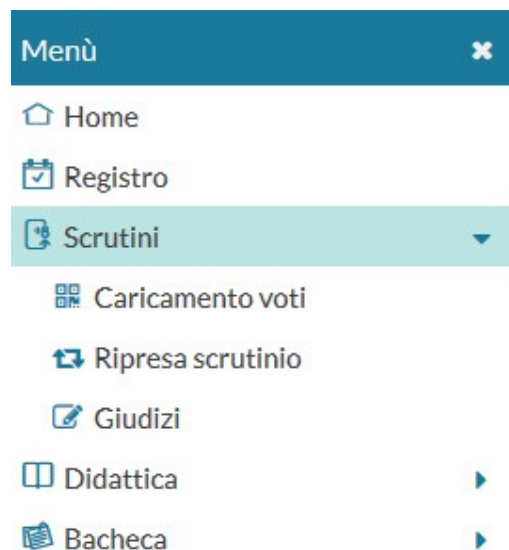 Menù
Home
Registro
Scrutini
Caricamento voti
Ripresa scrutinio
Giudizi
Didattica
Bacheca